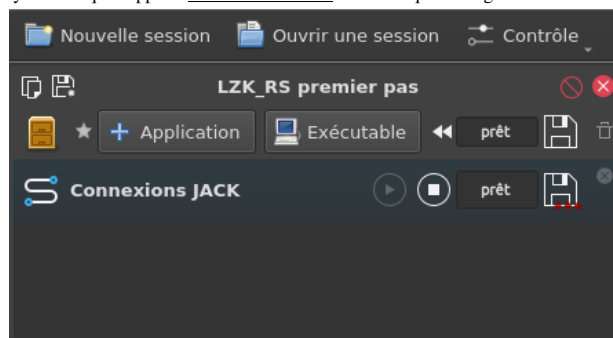 Nouvelle session Ouvrir une session Contrôle
LZK_RS premier pas
Application Exécutable prêt
Connexions JACK prêt